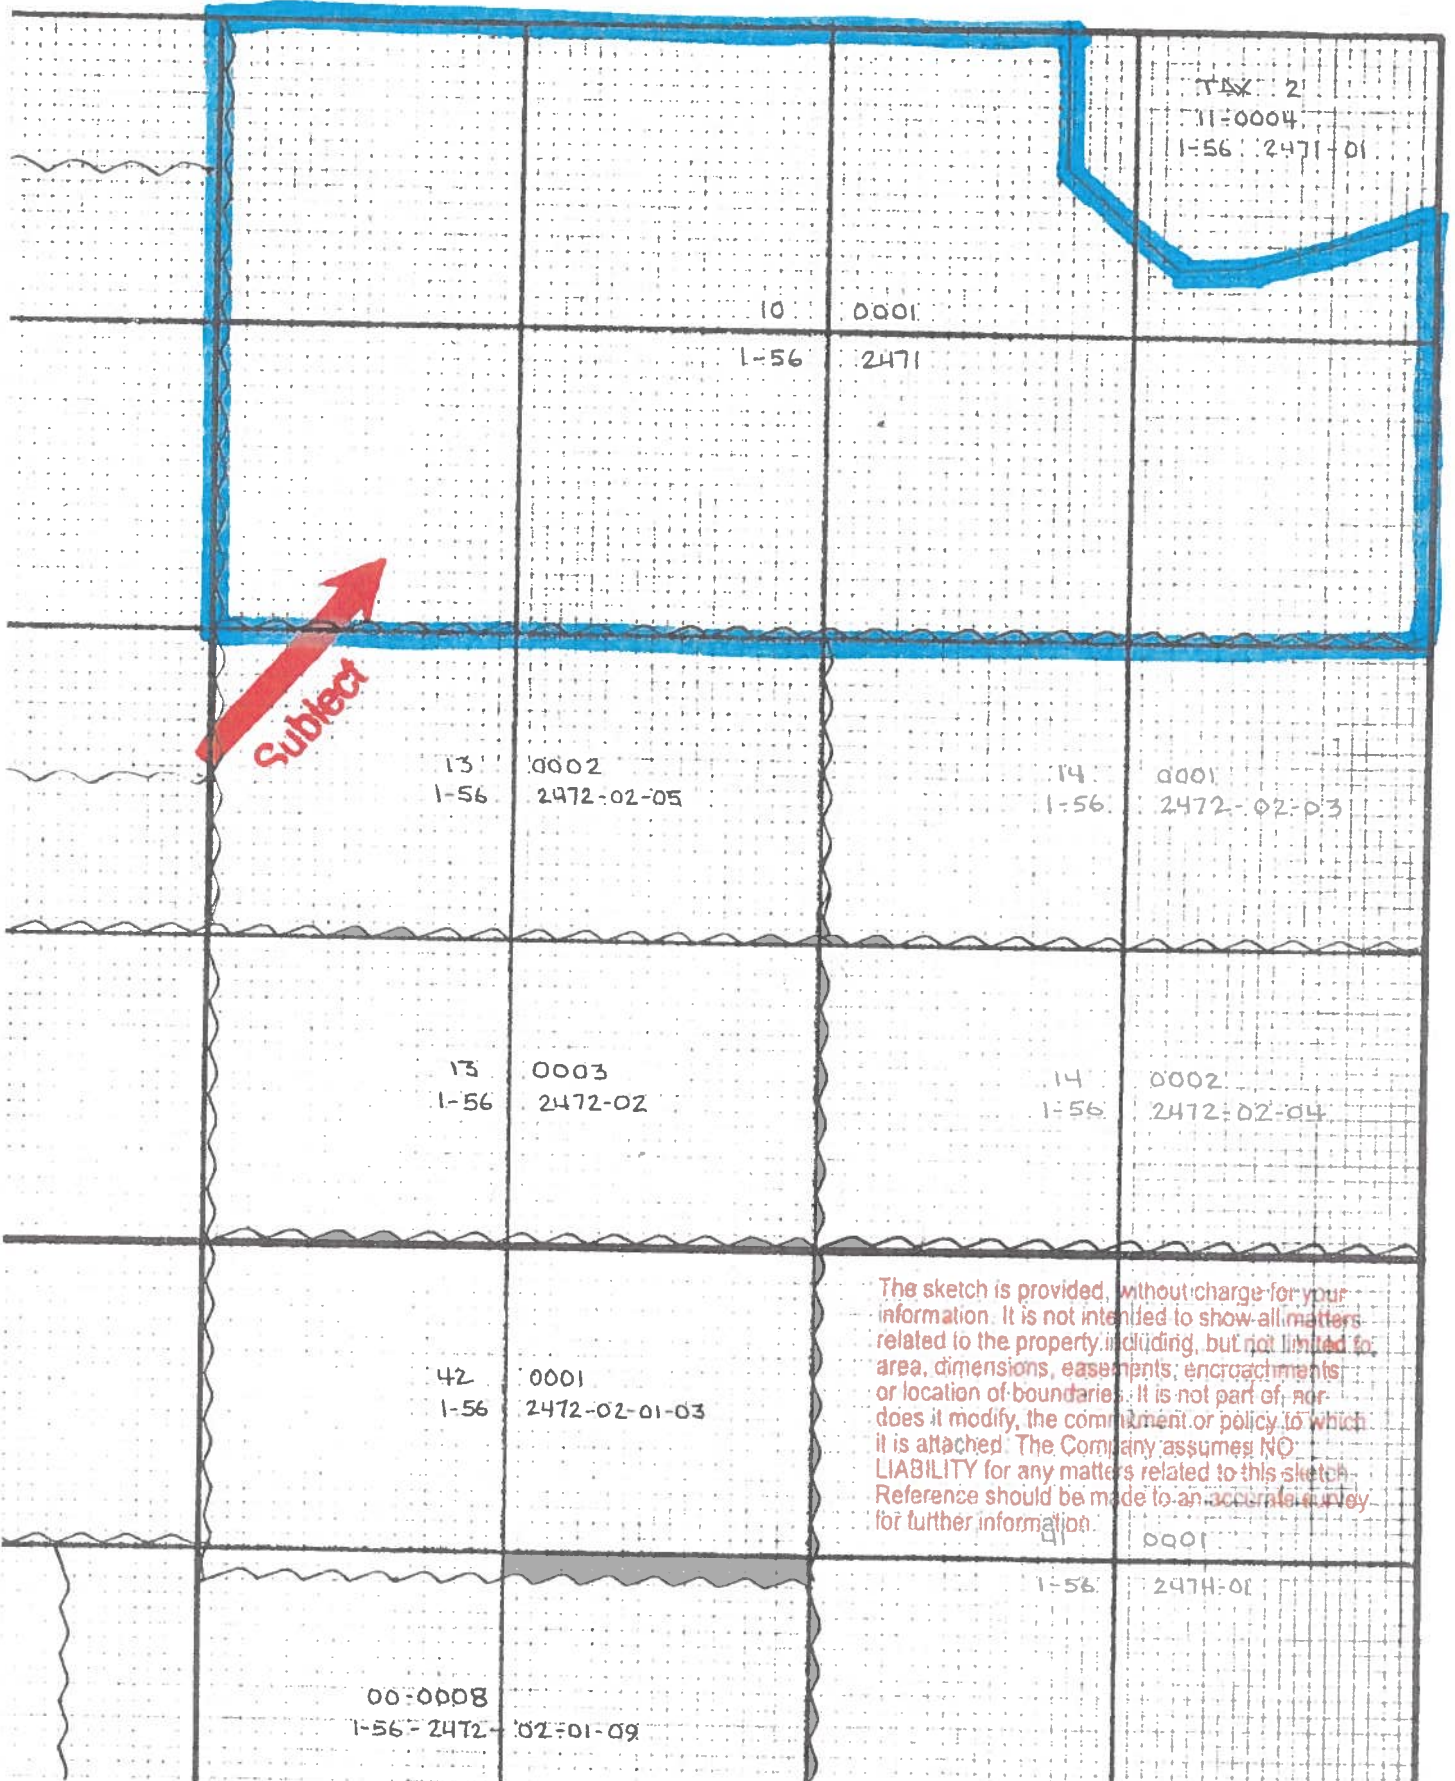 TAX 2
11-0004
1-56 2471-01
10 0001
1-56 2471
Subject
13 0002
1-56 2472-02-05
14 0001
1-56 2472-02-03
13 0003
1-56 2472-02
14 0002
1-56 2472-02-04
The sketch is provided, without charge for your
information. It is not intended to show all matters
related to the property including, but not limited to,
area, dimensions, easements, encroachments
or location of boundaries. It is not part of, nor
does it modify, the commitment or policy to which
it is attached. The Company assumes NO
LIABILITY for any matters related to this sketch
Reference should be made to an accurate survey
for further information.
42 0001
1-56 2472-02-01-03
41 0001
1-56 2474-01
00-0008
1-56-2472-02-01-09